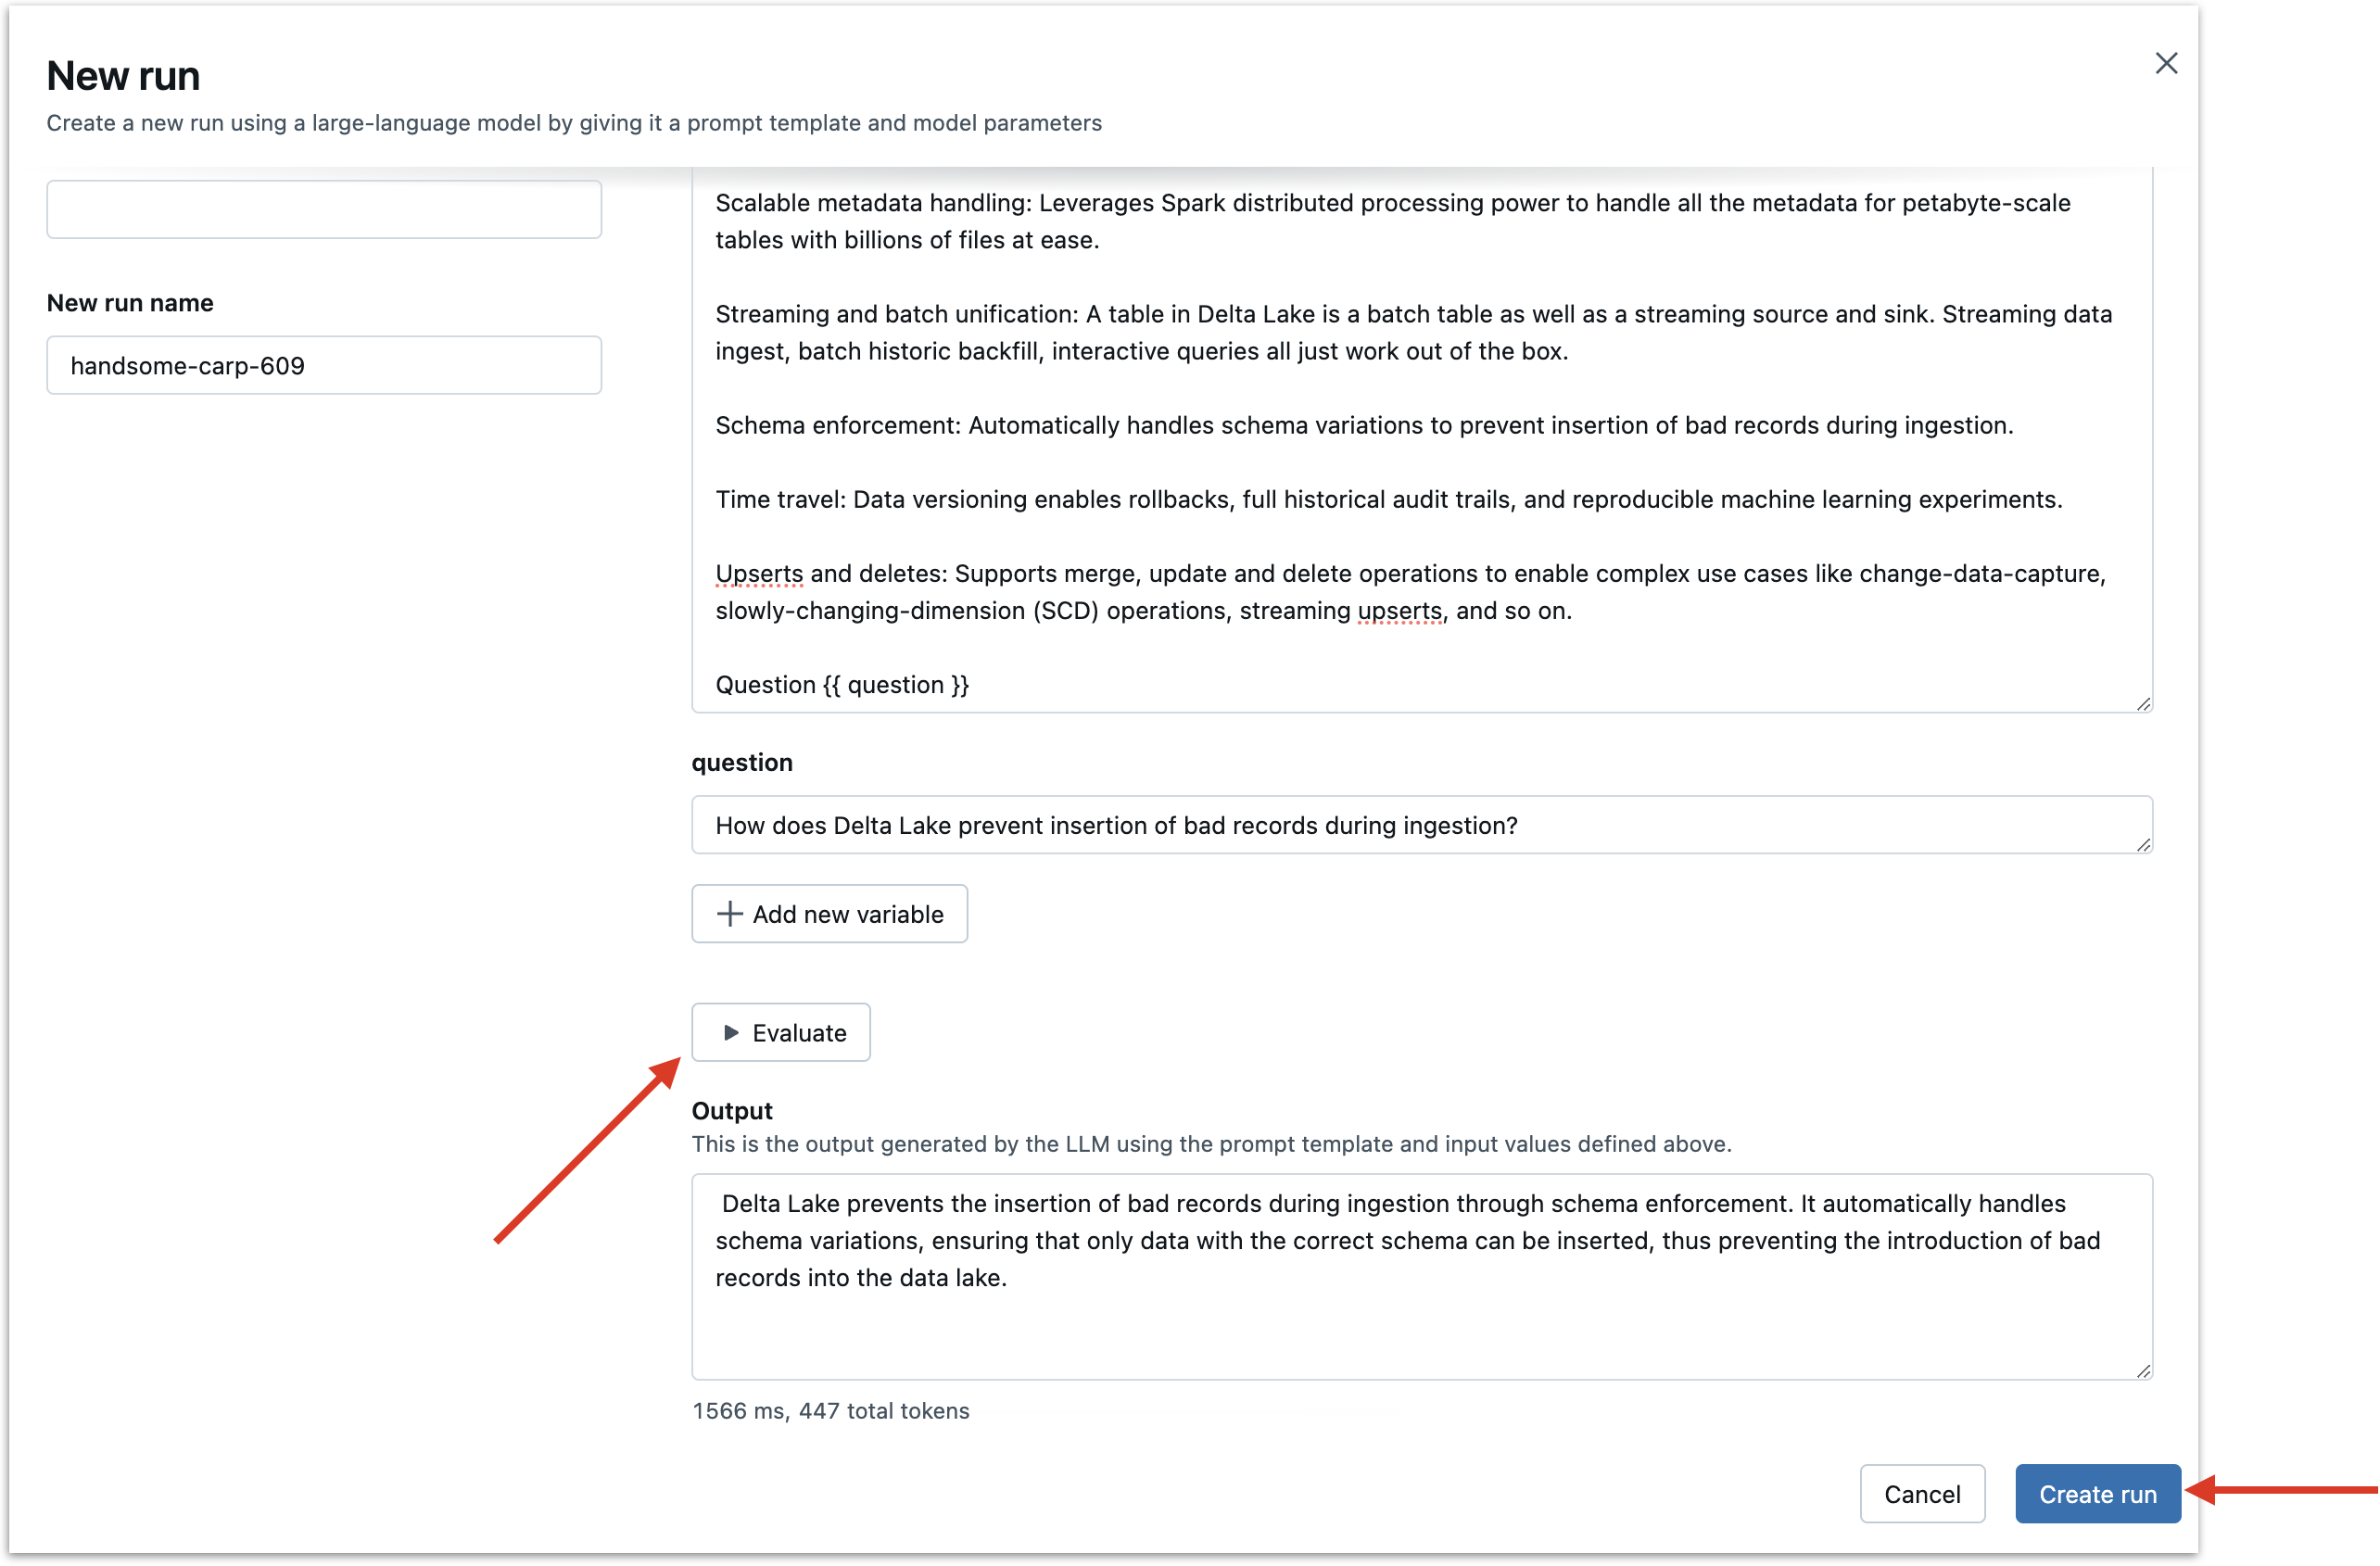 New run
Create a new run using a large-language model by giving it a prompt template and model parameters
New run name
handsome-carp-609
Scalable metadata handling: Leverages Spark distributed processing power to handle all the metadata for petabyte-scale
tables with billions of files at ease.
Streaming and batch unification: A table in Delta Lake is a batch table as well as a streaming source and sink. Streaming data
ingest, batch historic backfill, interactive queries all just work out of the box.
Schema enforcement: Automatically handles schema variations to prevent insertion of bad records during ingestion.
Time travel: Data versioning enables rollbacks, full historical audit trails, and reproducible machine learning experiments.
Upserts and deletes: Supports merge, update and delete operations to enable complex use cases like change-data-capture,
slowly-changing-dimension (SCD) operations, streaming upserts, and so on.
Question {{ question }}
question
How does Delta Lake prevent insertion of bad records during ingestion?
Add new variable
Evaluate
Output
This is the output generated by the LLM using the prompt template and input values defined above.
Delta Lake prevents the insertion of bad records during ingestion through schema enforcement. It automatically handles
schema variations, ensuring that only data with the correct schema can be inserted, thus preventing the introduction of bad
records into the data lake.
1566 ms, 447 total tokens
Cancel
Create run